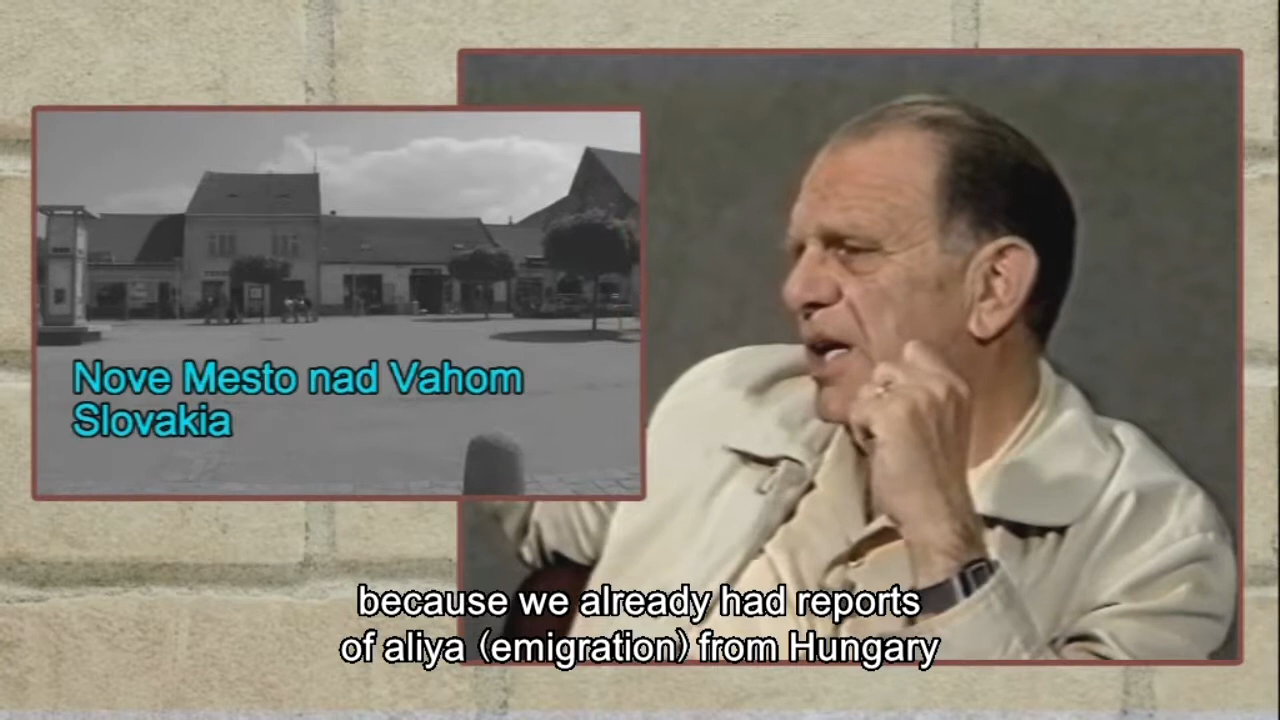 Nove Mesto nad Vahom
Slovakia
because we already had reports
of aliya (emigration) from Hungary